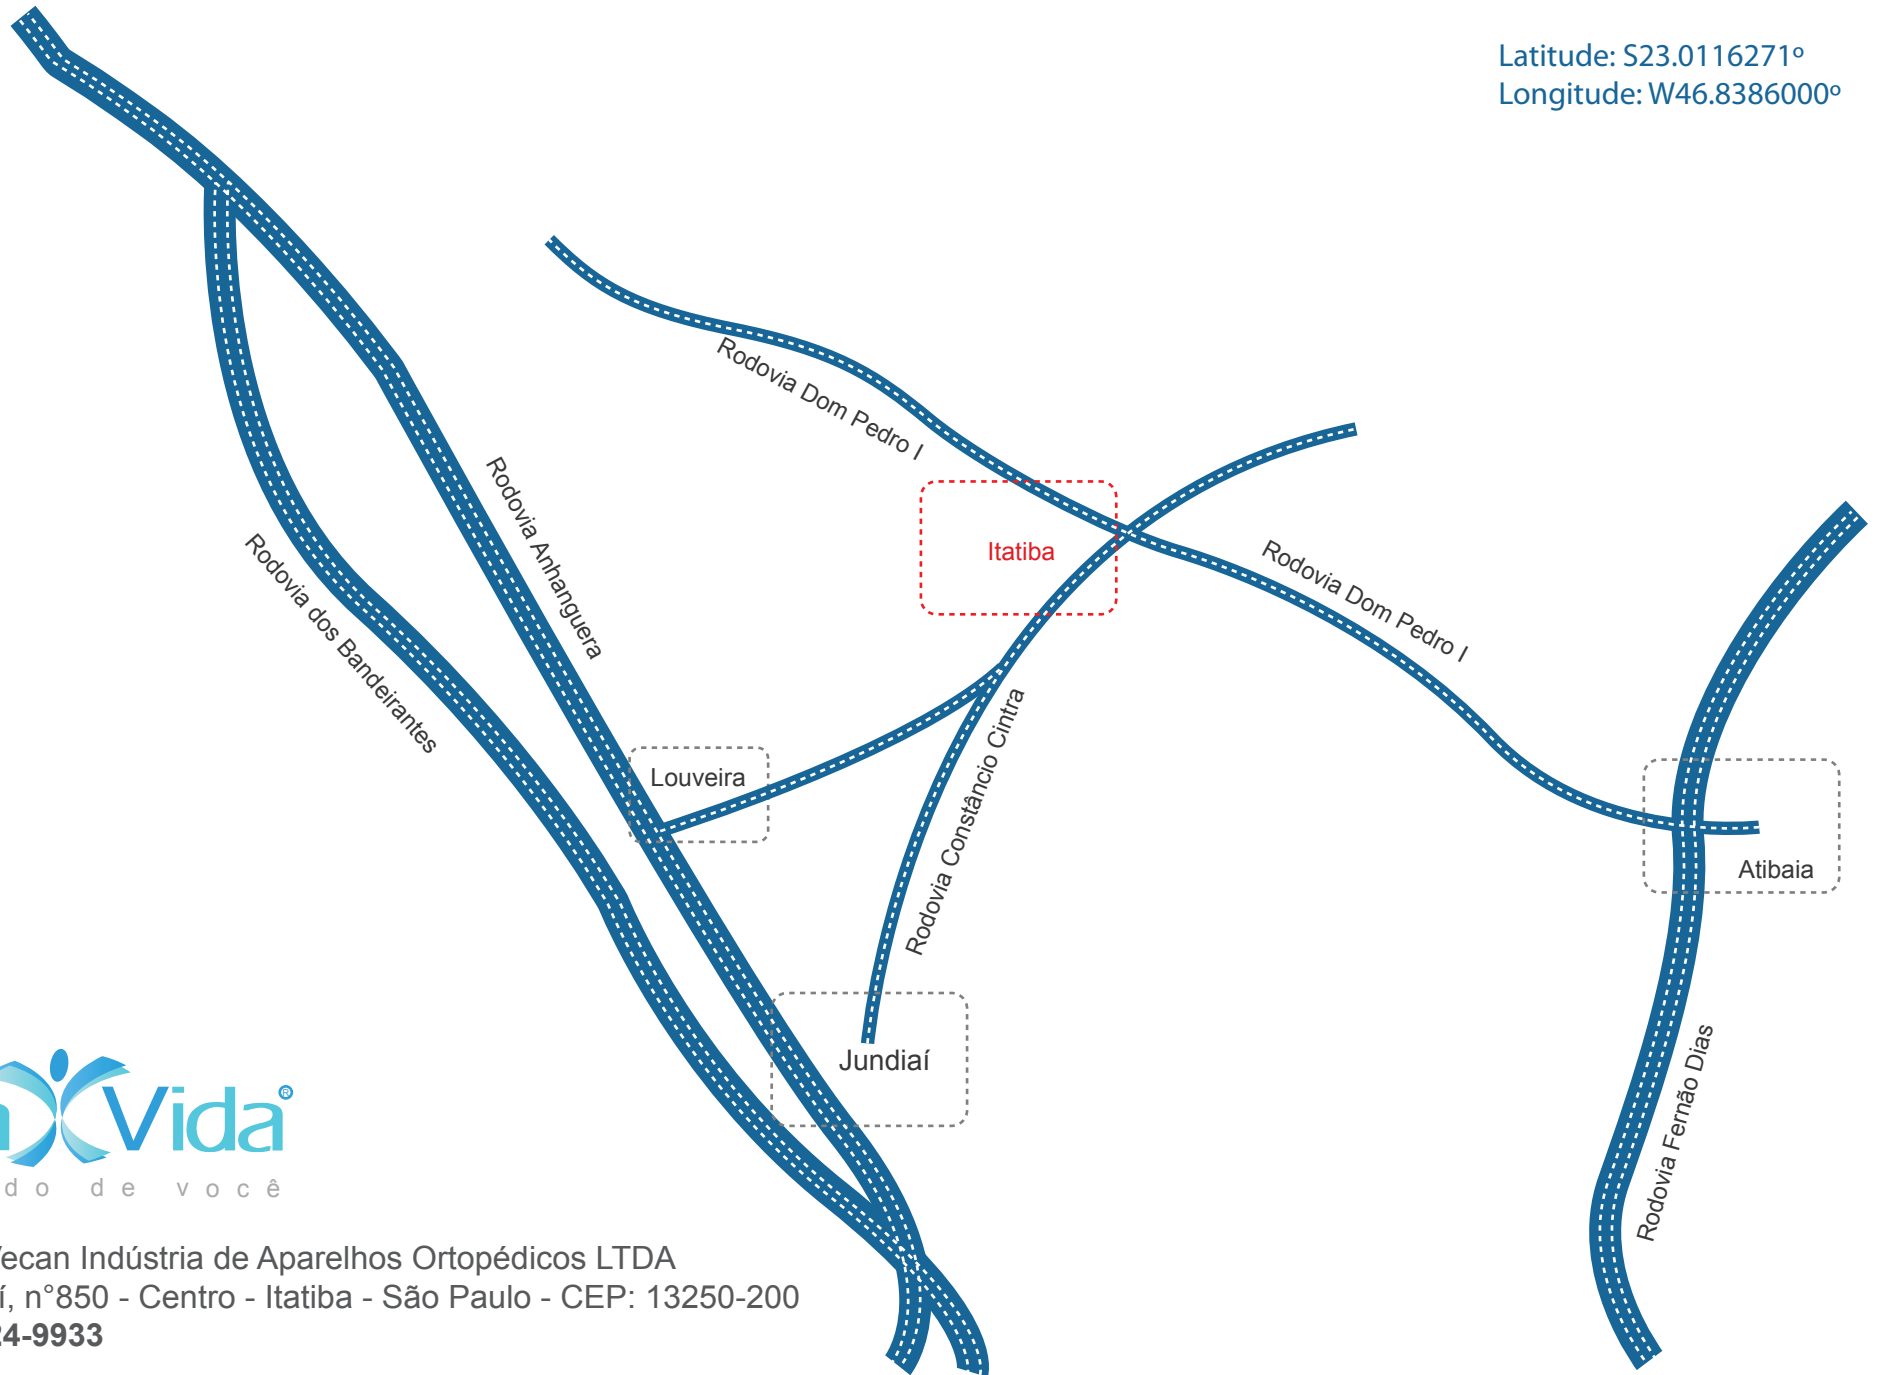 Latitude: S23.0116271º
Longitude: W46.8386000º
Rodovia Dom Pedro I
Rodovia Anhanguera
Itatiba
Rodovia Dom Pedro I
Rodovia dos Bandeirantes
Louveira
Rodovia Constâncio Cintra
Atibaia
Jundiaí
Rodovia Fernão Dias
Vida®
de você
Indústria de Aparelhos Ortopédicos LTDA
n°850 - Centro - Itatiba - São Paulo - CEP: 13250-200
24-9933